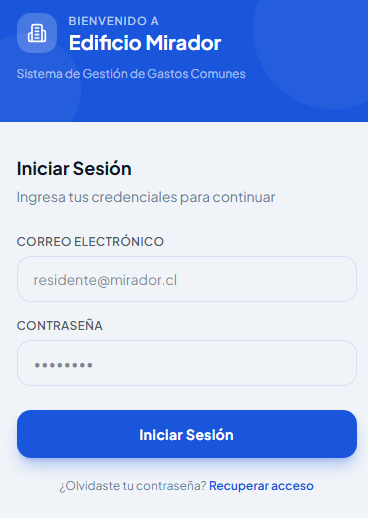 BIENVENIDO A
Edificio Mirador
Sistema de Gestión de Gastos Comunes
Iniciar Sesión
Ingresa tus credenciales para continuar
CORREO ELECTRÓNICO
residente@mirador.cl
CONTRASEÑA
••••••••
Iniciar Sesión
¿Olvidaste tu contraseña? Recuperar acceso